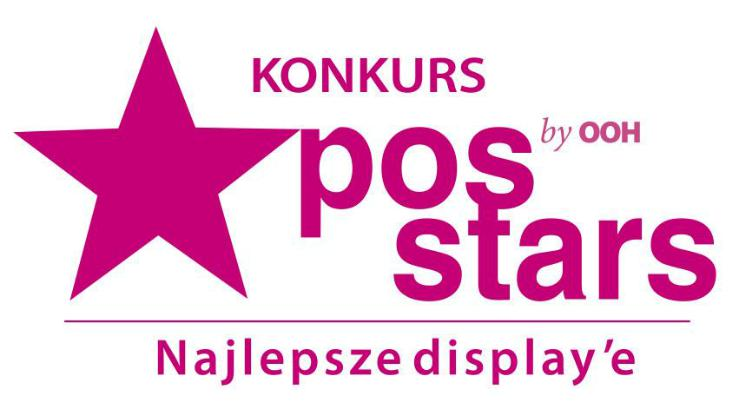 KONKURS
pos by OOH
stars
Najlepsze display'e